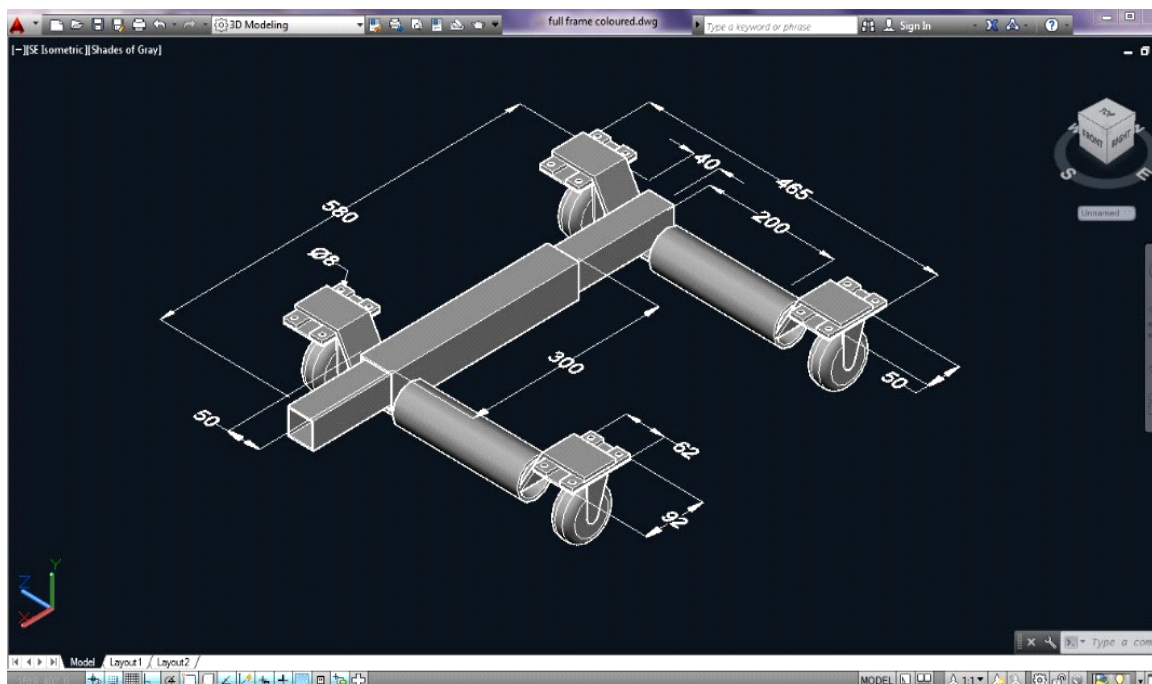 3D Modeling
full frame coloured.dwg
Type a keyword or phrase
Sign In
[−][SE Isometric][Shades of Gray]
TOP
FRONT
RIGHT
W
N
S
E
Unnamed
580
40
465
200
Ø8
300
50
50
62
92
Y
Z
X
Type a com
Model
Layout1
Layout2
MODEL
1:1